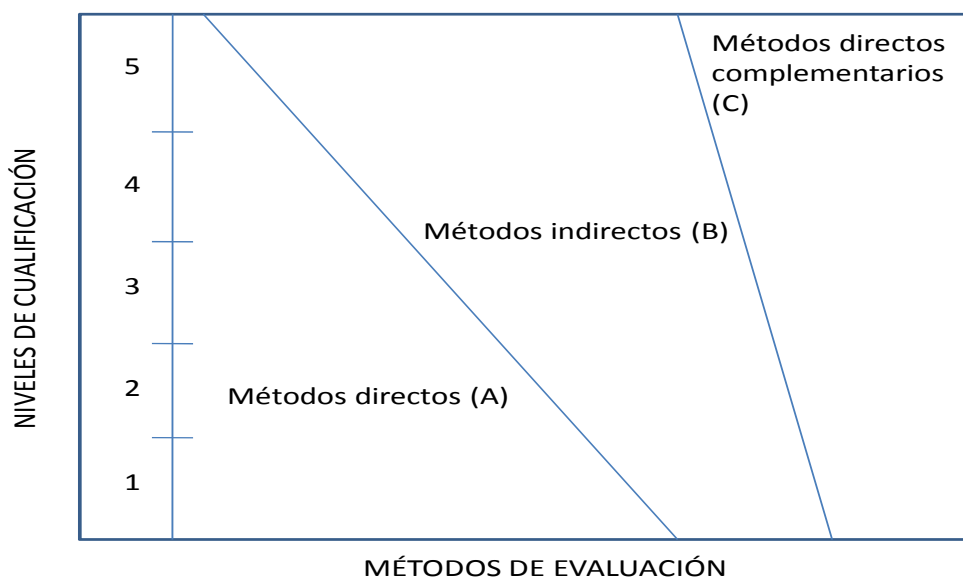 NIVELES DE CUALIFICACIÓN
5
4
3
2
1
Métodos directos
complementarios
(C)
Métodos indirectos (B)
Métodos directos (A)
MÉTODOS DE EVALUACIÓN